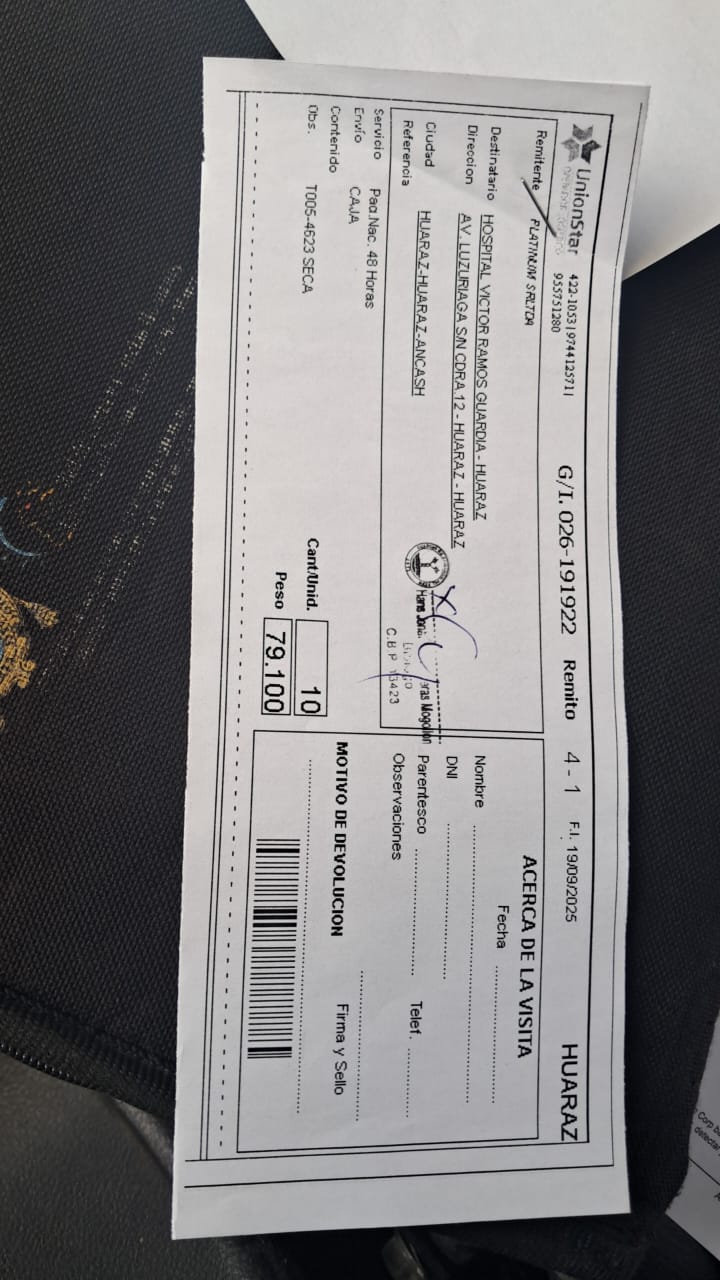 UnionStar 422-1053 | 974412571 |
955751280
G/I. 026-191922 Remito 4 - 1 F.I. 19/09/2025 HUARAZ
Remitente PLATINUM SRLTDA
Destinatario HOSPITAL VICTOR RAMOS GUARDIA - HUARAZ
Direccion AV. LUZURIAGA S/N CDRA.12 - HUARAZ - HUARAZ
Ciudad HUARAZ-HUARAZ-ANCASH
Referencia
Servicio Paq.Nac. 48 Horas
Envio CAJA
Contenido
Obs. T005-4623 SECA
Cant/Unid. 10
Peso 79.100
Mogollon
C.B.P. 13423
ACERCA DE LA VISITA
Fecha
Nombre
DNI
Parentesco Telef.
Observaciones
MOTIVO DE DEVOLUCION Firma y Sello